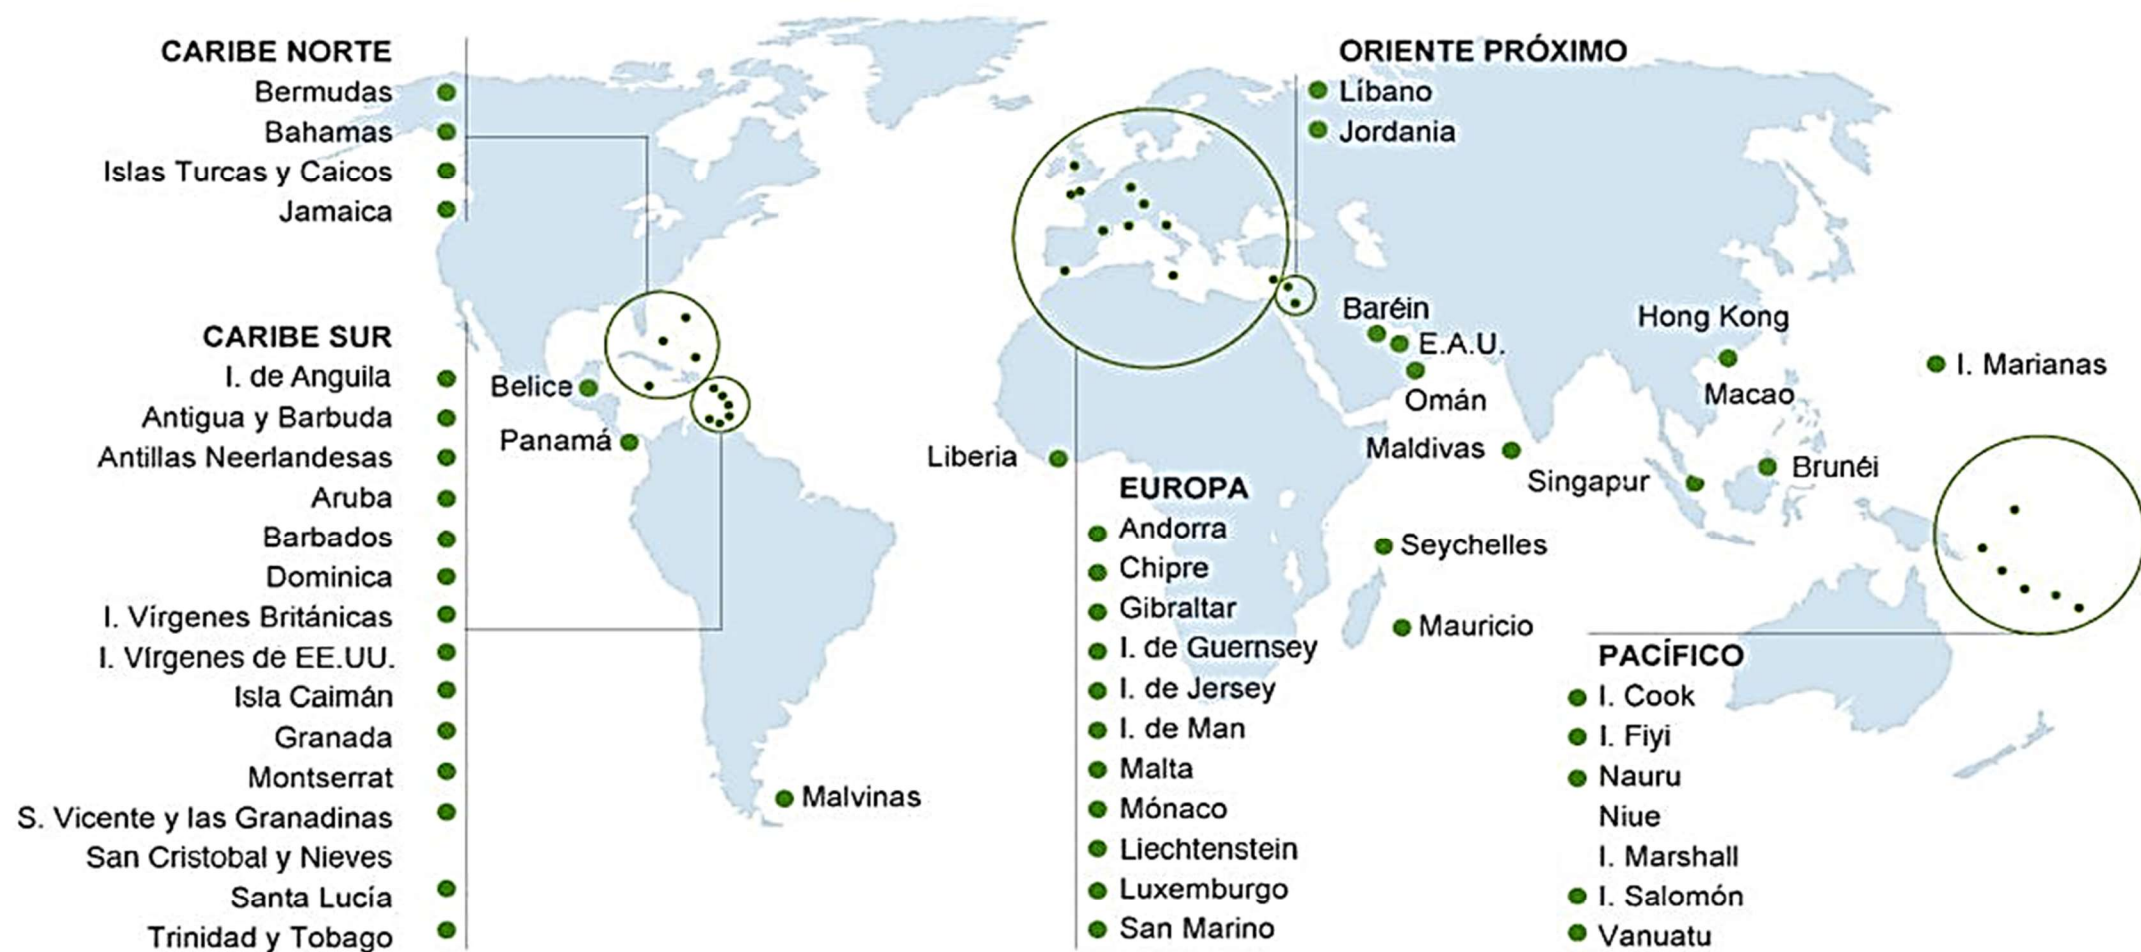 CARIBE NORTE
Bermudas
Bahamas
Islas Turcas y Caicos
Jamaica
CARIBE SUR
I. de Anguila
Antigua y Barbuda
Antillas Neerlandesas
Aruba
Barbados
Dominica
I. Vírgenes Británicas
I. Vírgenes de EE.UU.
Isla Caimán
Granada
Montserrat
S. Vicente y las Granadinas
San Cristobal y Nieves
Santa Lucía
Trinidad y Tobago
Belice
Panamá
Malvinas
Liberia
ORIENTE PRÓXIMO
Líbano
Jordania
Baréin
E.A.U.
Omán
Maldivas
Seychelles
Mauricio
EUROPA
Andorra
Chipre
Gibraltar
I. de Guernsey
I. de Jersey
I. de Man
Malta
Mónaco
Liechtenstein
Luxemburgo
San Marino
Hong Kong
Macao
Singapur
Brunéi
I. Marianas
PACÍFICO
I. Cook
I. Fiyi
Nauru
Niue
I. Marshall
I. Salomón
Vanuatu